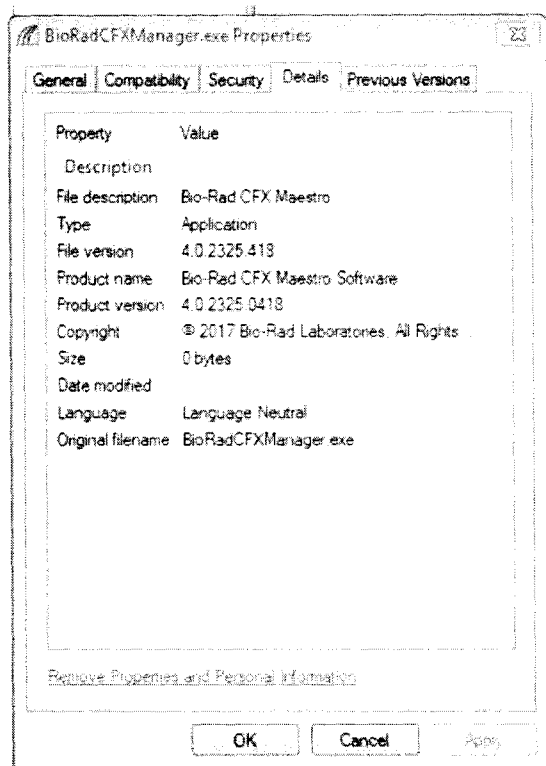 BioRadCFXManager.exe Properties
General Compatibility Security Details Previous Versions
Property Value
Description
File description Bio-Rad CFX Maestro
Type Application
File version 4.0.2325.418
Product name Bio-Rad CFX Maestro Software
Product version 4.0.2325.0418
Copyright © 2017 Bio-Rad Laboratories. All Rights
Size 0 bytes
Date modified
Language Language Neutral
Original filename BioRadCFXManager.exe
Remove Properties and Personal Information
OK Cancel Apply